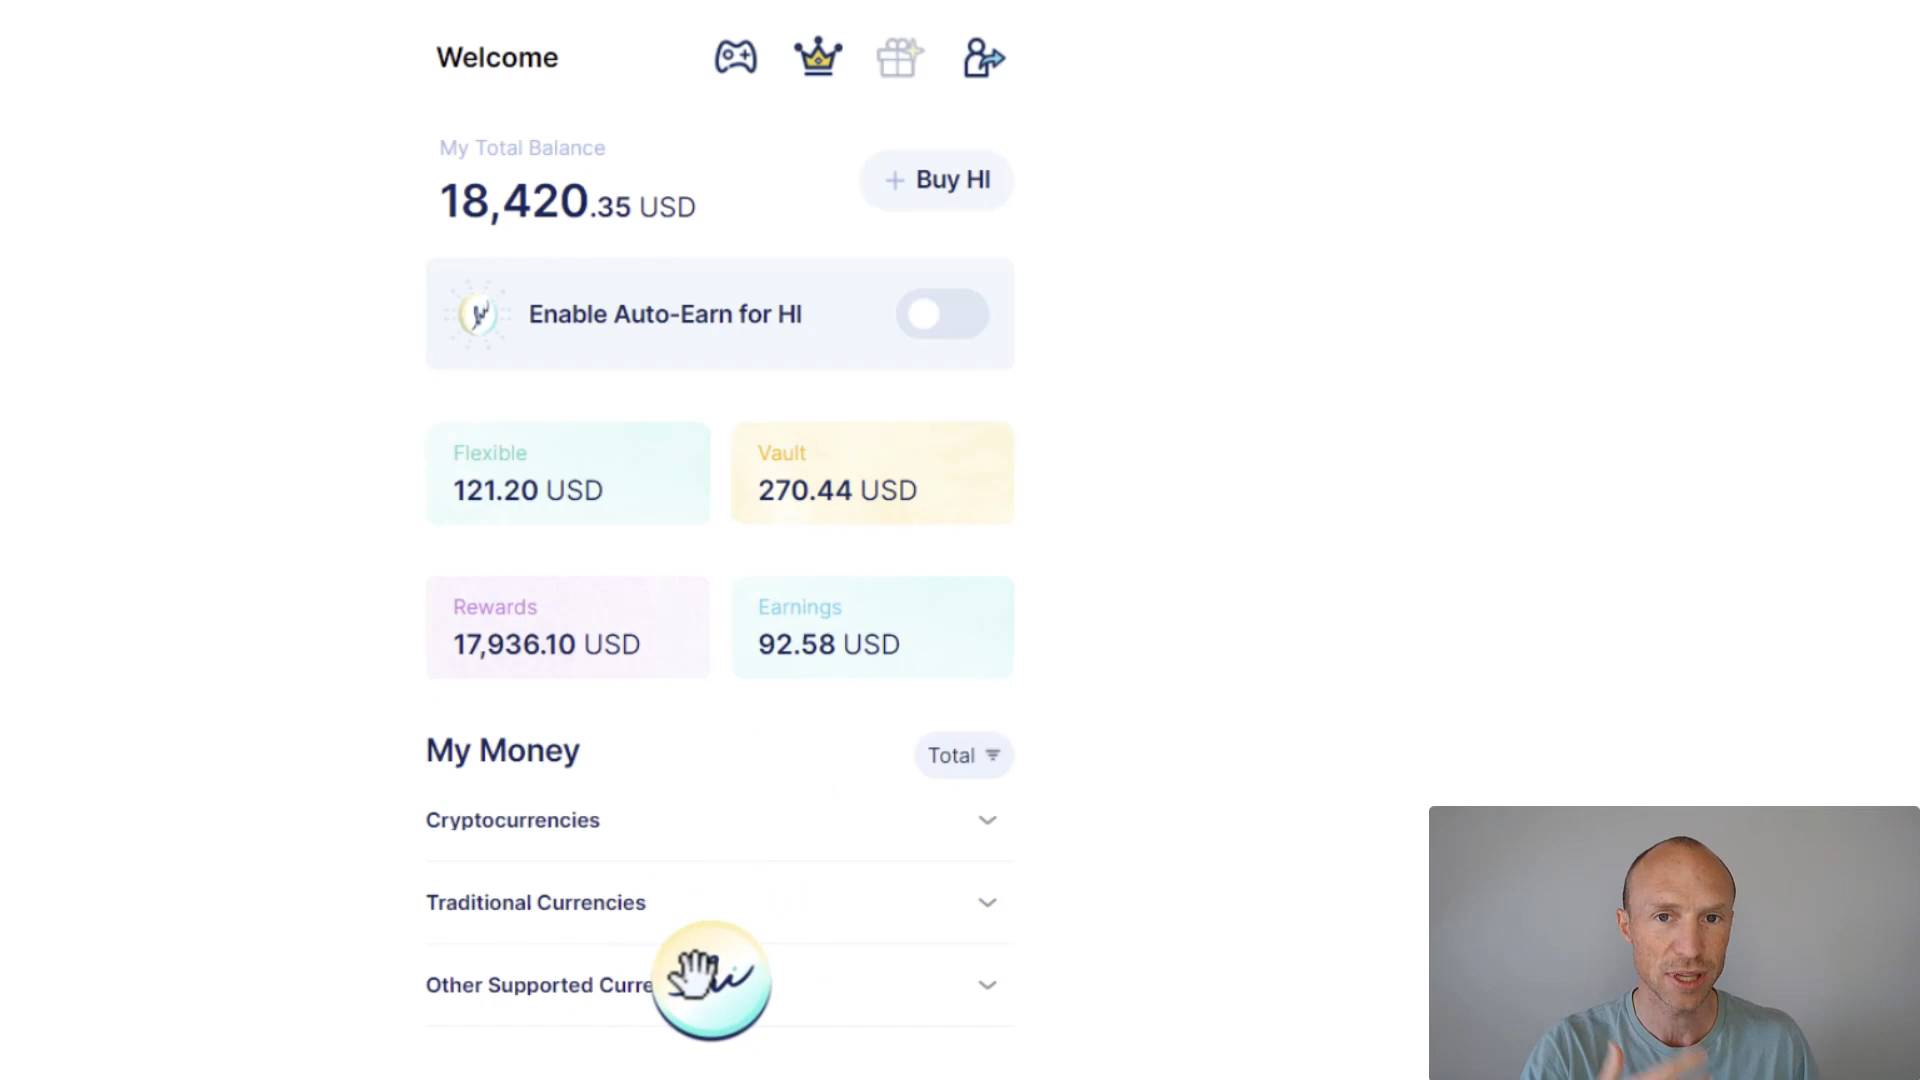 Welcome
My Total Balance
18,420.35 USD
+ Buy HI
Enable Auto-Earn for HI
Flexible
121.20 USD
Vault
270.44 USD
Rewards
17,936.10 USD
Earnings
92.58 USD
My Money
Total
Cryptocurrencies
Traditional Currencies
Other Supported Curre